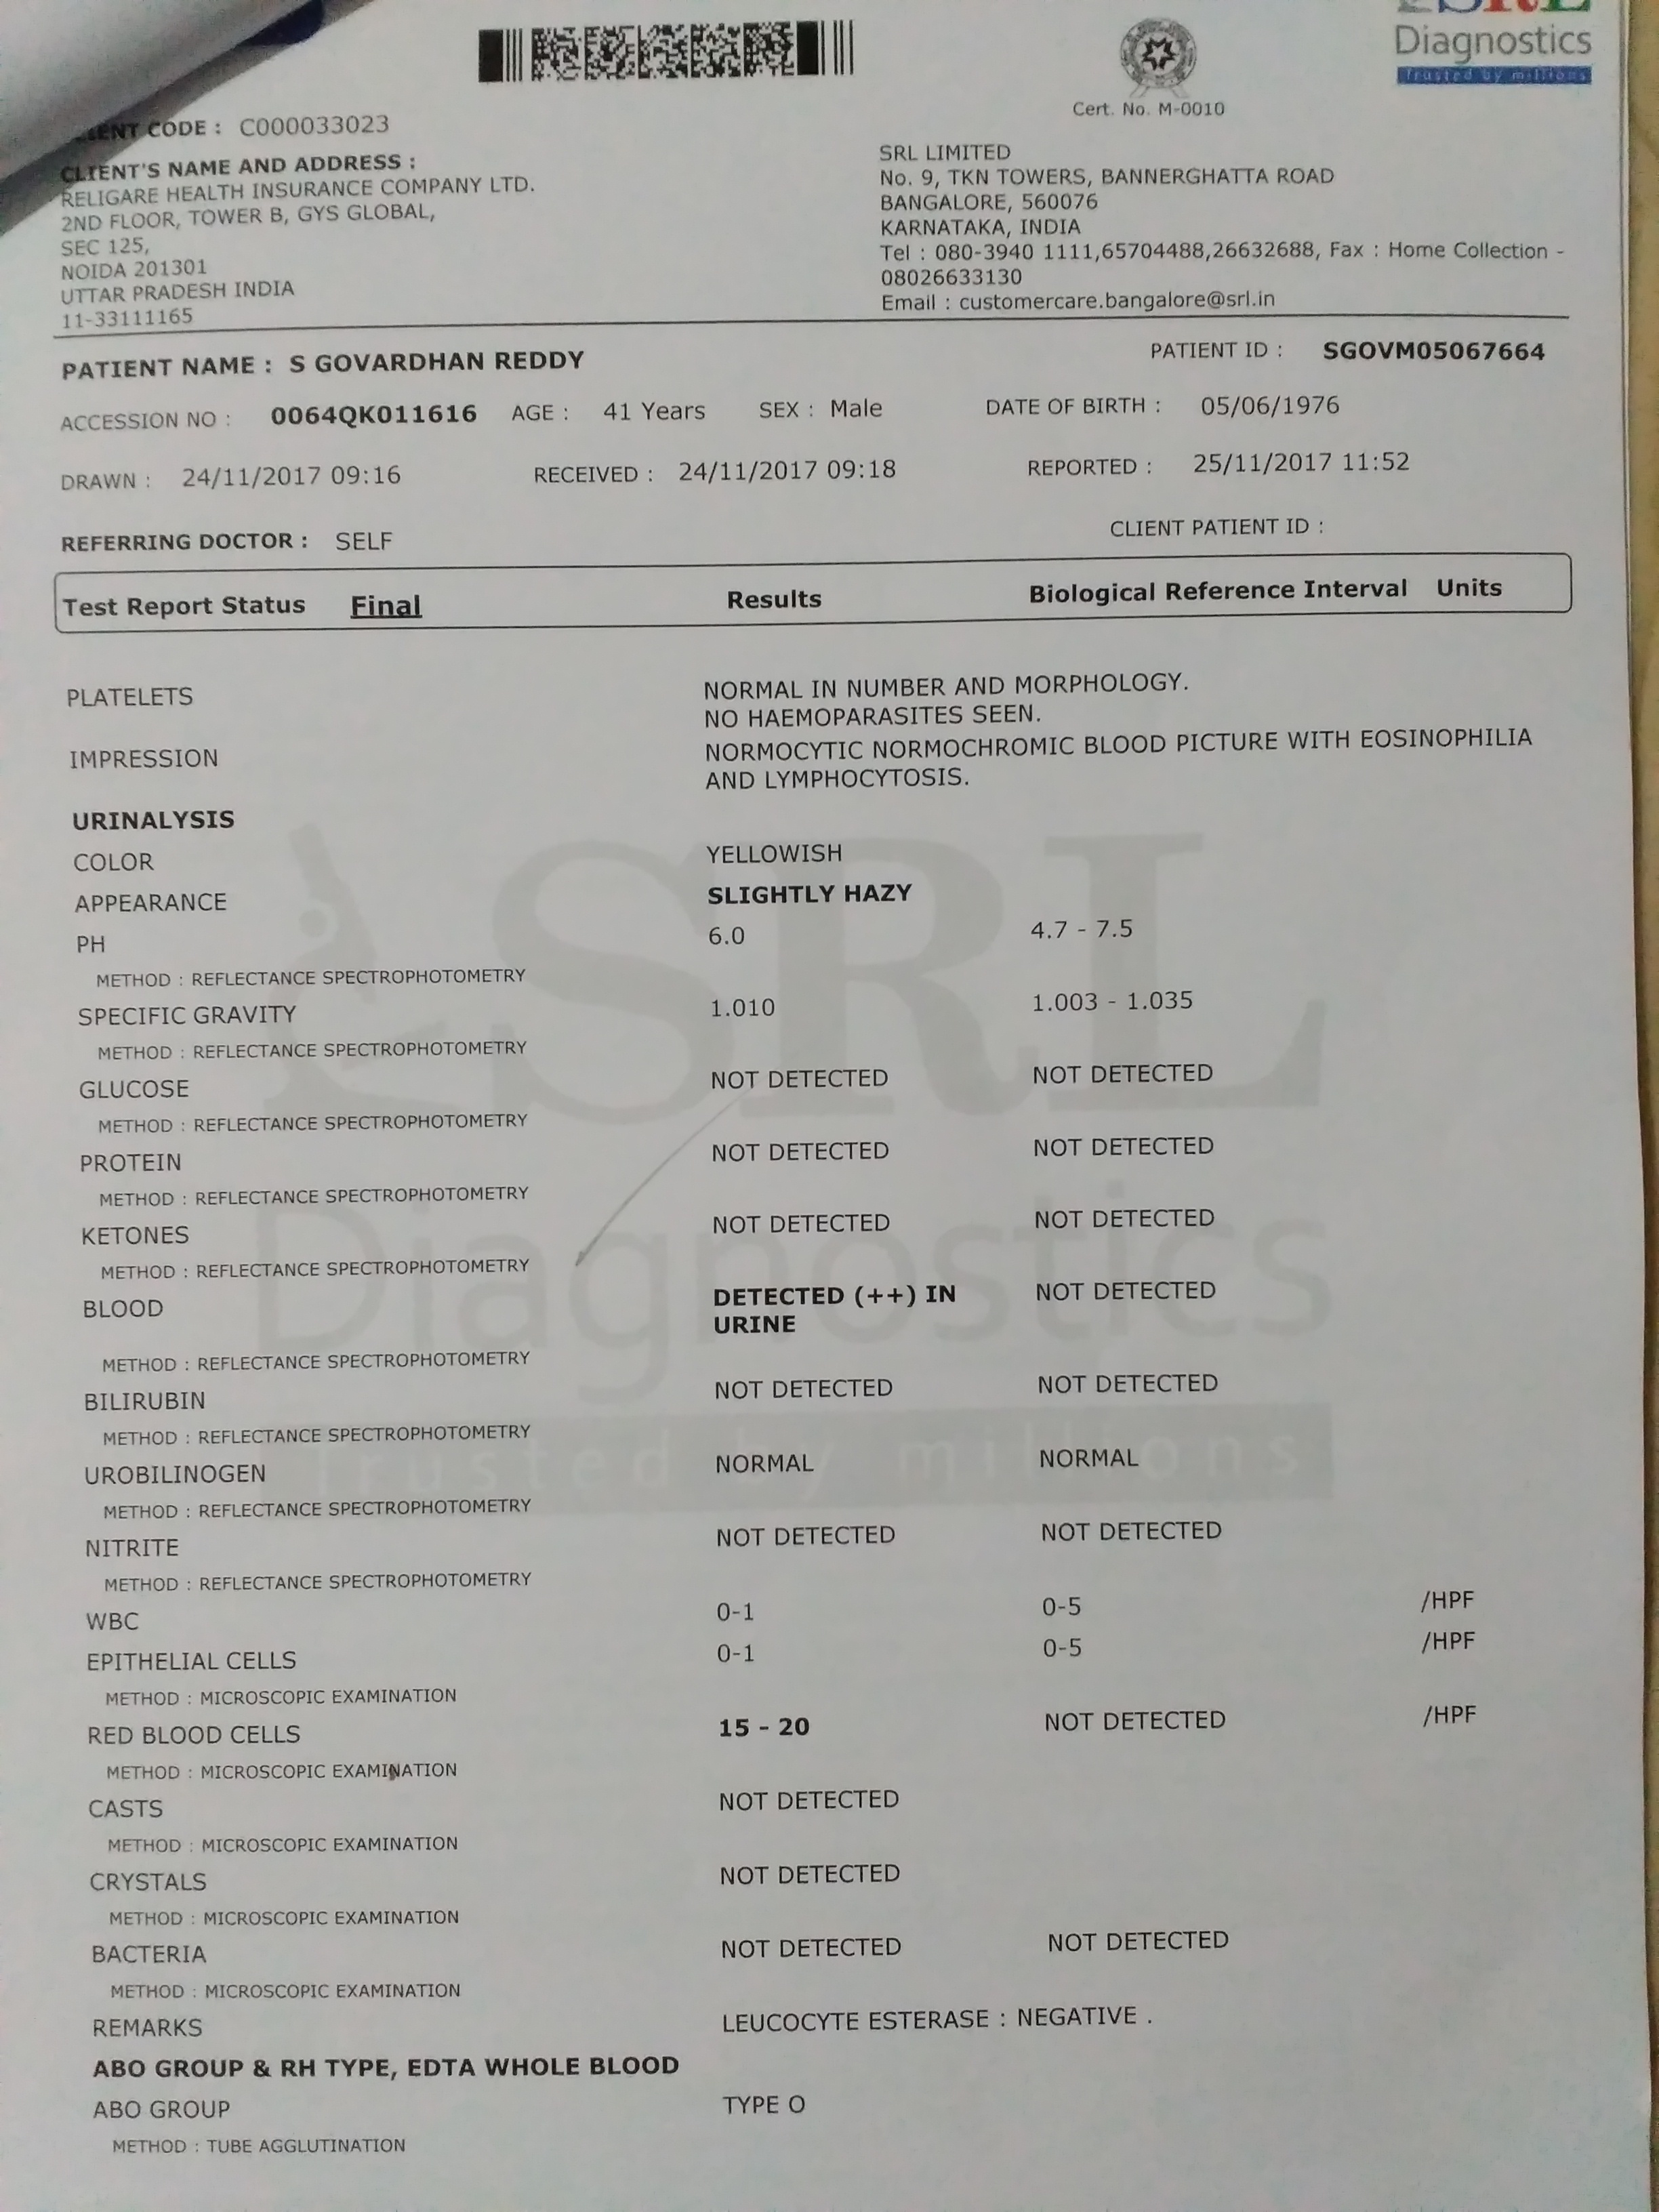 SRL
Diagnostics
Trusted by millions
Cert. No. M-0010
CODE : C000033023
CLIENT'S NAME AND ADDRESS :
RELIGARE HEALTH INSURANCE COMPANY LTD.
2ND FLOOR, TOWER B, GYS GLOBAL,
SEC 125,
NOIDA 201301
UTTAR PRADESH INDIA
11-33111165
SRL LIMITED
No. 9, TKN TOWERS, BANNERGHATTA ROAD
BANGALORE, 560076
KARNATAKA, INDIA
Tel : 080-3940 1111,65704488,26632688, Fax : Home Collection -
08026633130
Email : customercare.bangalore@srl.in
PATIENT NAME : S GOVARDHAN REDDY PATIENT ID : SGOVM05067664
ACCESSION NO : 0064QK011616 AGE : 41 Years SEX : Male DATE OF BIRTH : 05/06/1976
DRAWN : 24/11/2017 09:16 RECEIVED : 24/11/2017 09:18 REPORTED : 25/11/2017 11:52
REFERRING DOCTOR : SELF CLIENT PATIENT ID :
Test Report Status Final Results Biological Reference Interval Units
PLATELETS NORMAL IN NUMBER AND MORPHOLOGY.
NO HAEMOPARASITES SEEN.
IMPRESSION NORMOCYTIC NORMOCHROMIC BLOOD PICTURE WITH EOSINOPHILIA
AND LYMPHOCYTOSIS.
URINALYSIS
COLOR YELLOWISH
APPEARANCE SLIGHTLY HAZY
PH 6.0 4.7 - 7.5
METHOD : REFLECTANCE SPECTROPHOTOMETRY
SPECIFIC GRAVITY 1.010 1.003 - 1.035
METHOD : REFLECTANCE SPECTROPHOTOMETRY
GLUCOSE NOT DETECTED NOT DETECTED
METHOD : REFLECTANCE SPECTROPHOTOMETRY
PROTEIN NOT DETECTED NOT DETECTED
METHOD : REFLECTANCE SPECTROPHOTOMETRY
KETONES NOT DETECTED NOT DETECTED
METHOD : REFLECTANCE SPECTROPHOTOMETRY
BLOOD DETECTED (++) IN NOT DETECTED
URINE
METHOD : REFLECTANCE SPECTROPHOTOMETRY
BILIRUBIN NOT DETECTED NOT DETECTED
METHOD : REFLECTANCE SPECTROPHOTOMETRY
UROBILINOGEN NORMAL NORMAL
METHOD : REFLECTANCE SPECTROPHOTOMETRY
NITRITE NOT DETECTED NOT DETECTED
METHOD : REFLECTANCE SPECTROPHOTOMETRY
WBC 0-1 0-5 /HPF
EPITHELIAL CELLS 0-1 0-5 /HPF
METHOD : MICROSCOPIC EXAMINATION
RED BLOOD CELLS 15 - 20 NOT DETECTED /HPF
METHOD : MICROSCOPIC EXAMINATION
CASTS NOT DETECTED
METHOD : MICROSCOPIC EXAMINATION
CRYSTALS NOT DETECTED
METHOD : MICROSCOPIC EXAMINATION
BACTERIA NOT DETECTED NOT DETECTED
METHOD : MICROSCOPIC EXAMINATION
REMARKS LEUCOCYTE ESTERASE : NEGATIVE .
ABO GROUP & RH TYPE, EDTA WHOLE BLOOD
ABO GROUP TYPE O
METHOD : TUBE AGGLUTINATION
SRL
Diagnostics
Trusted by millions